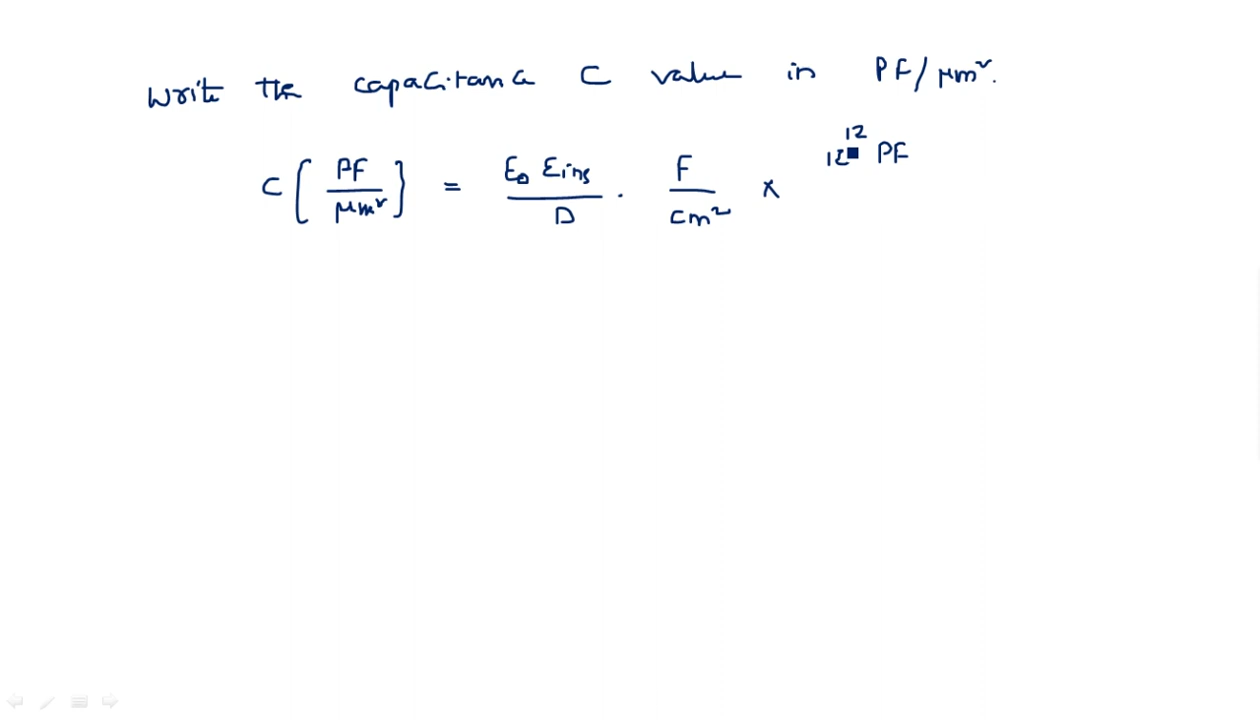 Write the capacitance C value in PF/μm².
C [ PF / μm² ] = ε₀ εins / D · F / cm² × 10¹² PF